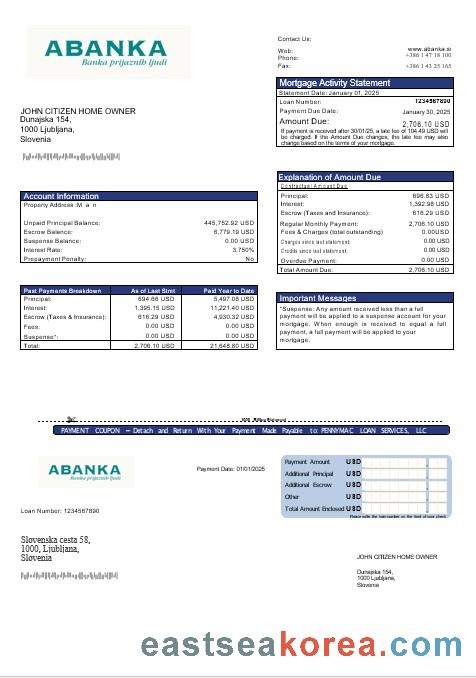 ABANKA
Banka prijaznih ljudi
Contact Us:
Web: www.abanka.si
Phone: +386 1 47 18 100
Fax: +386 1 43 25 165
Mortgage Activity Statement
Statement Date: January 01, 2025
Loan Number: 1234567890
Payment Due Date: January 30, 2025
Amount Due: 2,706.10 USD
If payment is received after 30/01/25, a late fee of 104.49 USD will
be charged. If the Amount Due changes, the late fee may also
change based on the terms of your mortgage.
JOHN CITIZEN HOME OWNER
Dunajska 154,
1000 Ljubljana,
Slovenia
Account Information
Property Address :M a n
Unpaid Principal Balance: 445,752.92 USD
Escrow Balance: 6,779.19 USD
Suspense Balance: 0.00 USD
Interest Rate: 3.750%
Prepayment Penalty: No
Explanation of Amount Due
Contractual Amount Due
Principal: 696.63 USD
Interest: 1,392.98 USD
Escrow (Taxes and Insurance): 616.29 USD
Regular Monthly Payment: 2,706.10 USD
Fees & Charges (total outstanding) 0.00USD
Charges since last statement: 0.00 USD
Credits since last statement: 0.00 USD
Overdue Payment: 0.00 USD
Total Amount Due: 2,706.10 USD
Past Payments Breakdown As of Last Stmt Paid Year to Date
Principal: 694.66 USD 5,497.08 USD
Interest: 1,395.15 USD 11,221.40 USD
Escrow (Taxes & Insurance): 616.29 USD 4,930.32 USD
Fees: 0.00 USD 0.00 USD
Suspense*: 0.00 USD 0.00 USD
Total: 2,706.10 USD 21,648.80 USD
Important Messages
*Suspense: Any amount received less than a full
payment will be applied to a suspense account for your
mortgage. When enough is received to equal a full
payment, a full payment will be applied to your
mortgage.
PAYMENT COUPON – Detach and Return With Your Payment Made Payable to: PENNYMAC LOAN SERVICES, LLC
ABANKA
Banka prijaznih ljudi
Payment Date: 01/01/2025
Payment Amount USD
Additional Principal USD
Additional Escrow USD
Other USD
Total Amount Enclosed USD
Loan Number: 1234567890
Slovenska cesta 58,
1000, Ljubljana,
Slovenia
JOHN CITIZEN HOME OWNER
Dunajska 154,
1000 Ljubljana,
Slovenia
eastseakorea.com